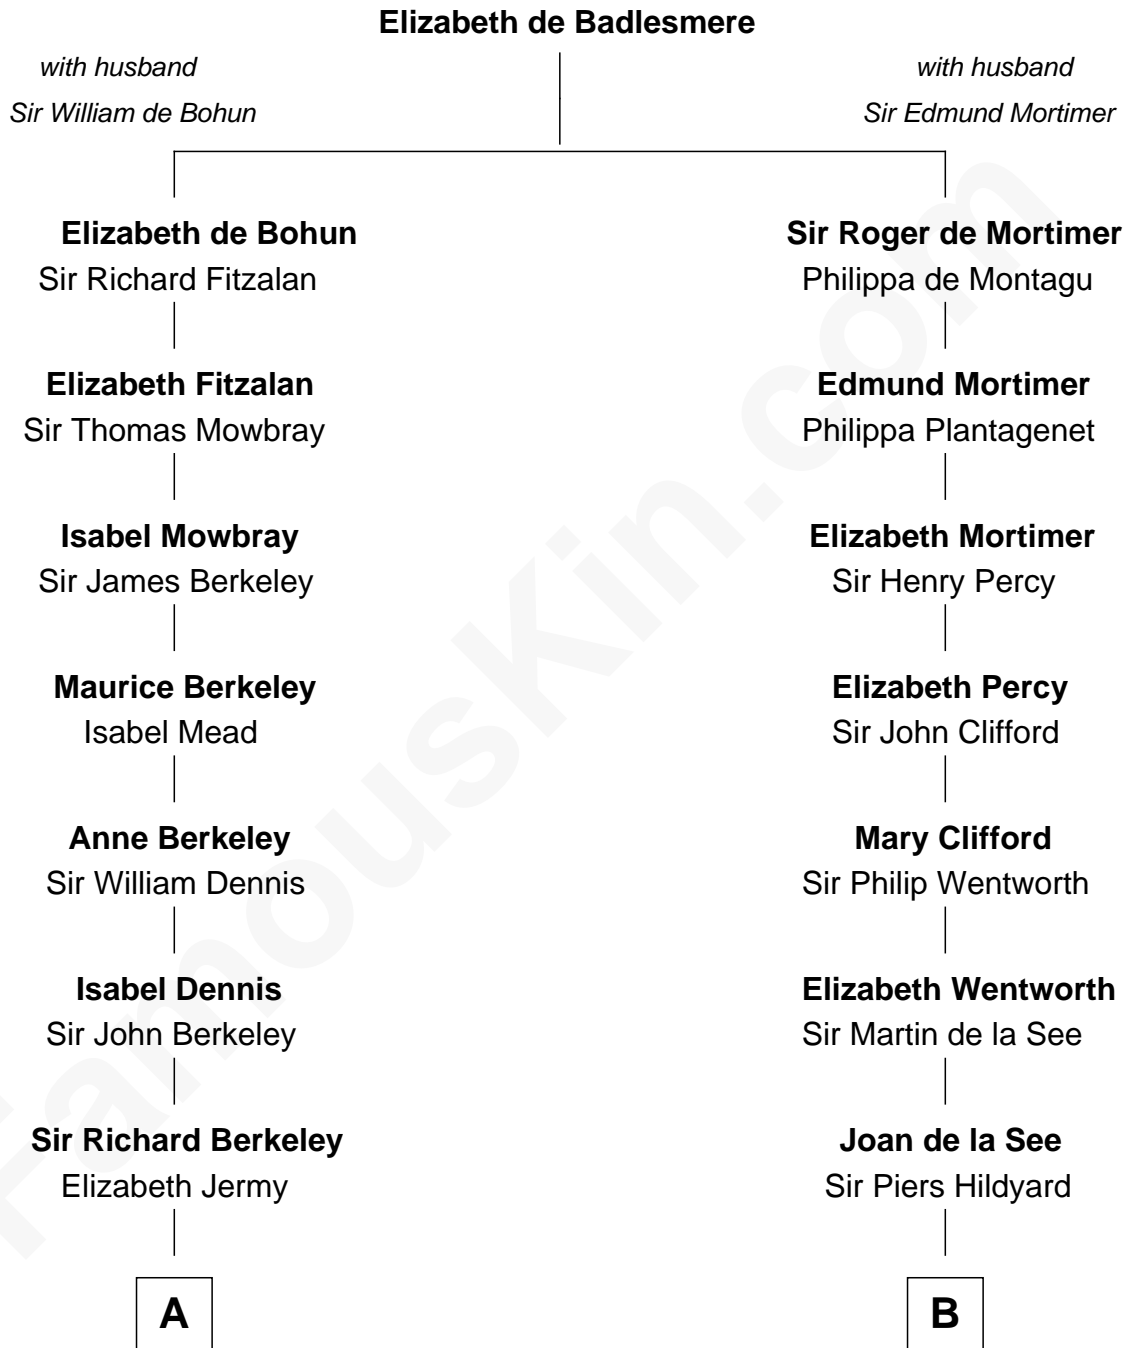 Elizabeth de Badlesmere
with husband
Sir William de Bohun
with husband
Sir Edmund Mortimer
Elizabeth de Bohun
Sir Richard Fitzalan
Sir Roger de Mortimer
Philippa de Montagu
Elizabeth Fitzalan
Sir Thomas Mowbray
Edmund Mortimer
Philippa Plantagenet
Isabel Mowbray
Sir James Berkeley
Elizabeth Mortimer
Sir Henry Percy
Maurice Berkeley
Isabel Mead
Elizabeth Percy
Sir John Clifford
Anne Berkeley
Sir William Dennis
Mary Clifford
Sir Philip Wentworth
Isabel Dennis
Sir John Berkeley
Elizabeth Wentworth
Sir Martin de la See
Sir Richard Berkeley
Elizabeth Jermy
Joan de la See
Sir Piers Hildyard
A
B
FamousKin.com